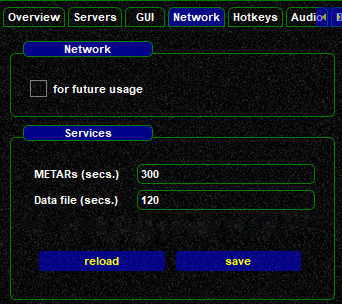 Overview Servers GUI Network Hotkeys Audio
Network
for future usage
Services
METARs (secs.) 300
Data file (secs.) 120
reload save